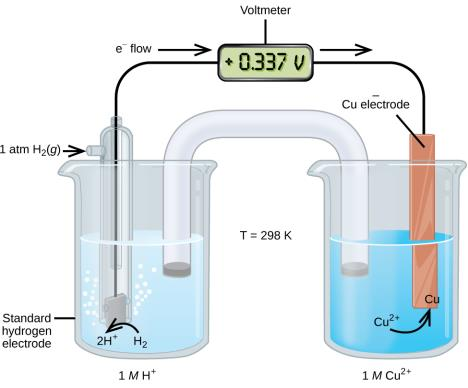 Voltmeter
e⁻ flow
+ 0.337 V
–
Cu electrode
1 atm H₂(g)
T = 298 K
Cu
Cu²⁺
Standard
hydrogen
electrode
2H⁺ H₂
1 M H⁺
1 M Cu²⁺